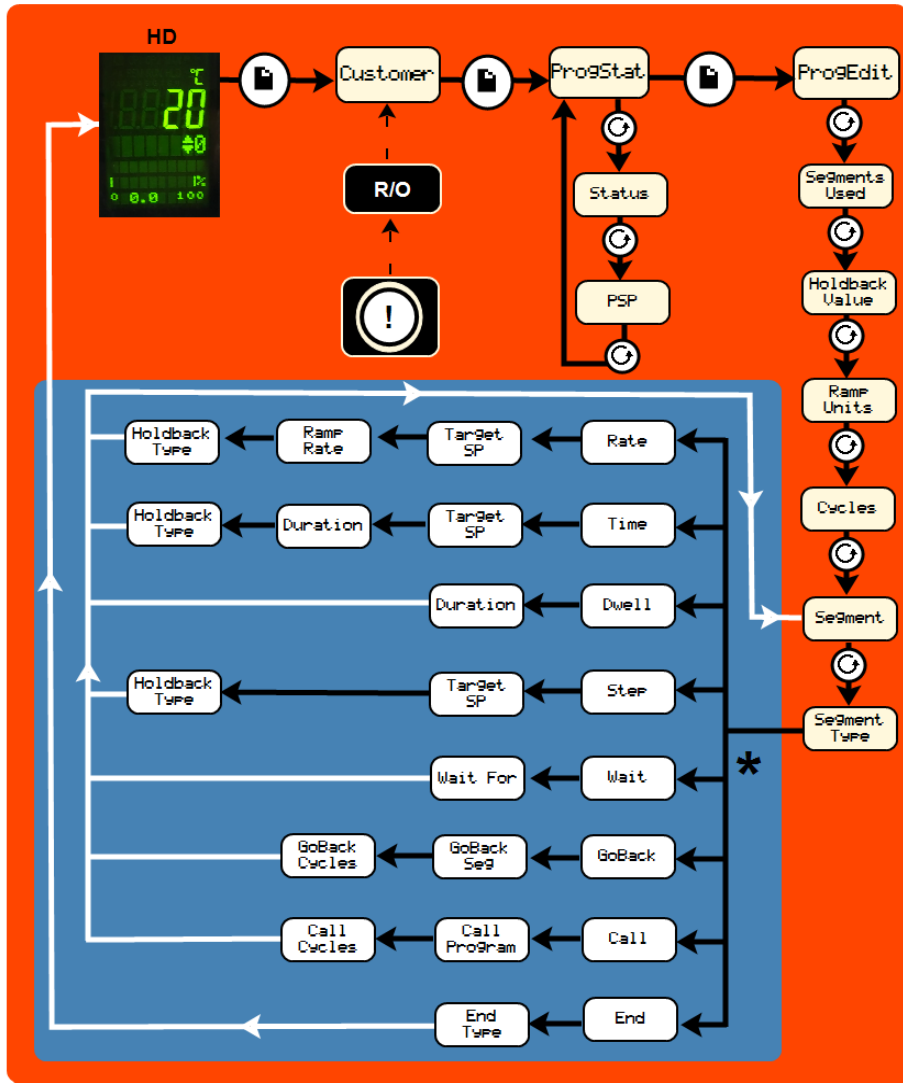 HD
°C
20
0
1 1%
0 0.0 100
Customer
ProgStat
ProgEdit
R/O
!
Status
PSP
Segments
Used
Holdback
Value
Ramp
Units
Cycles
Segment
Segment
Type
Holdback
Type
Ramp
Rate
Target
SP
Rate
Holdback
Type
Duration
Target
SP
Time
Duration
Dwell
Holdback
Type
Target
SP
Step
Wait For
Wait
*
GoBack
Cycles
GoBack
Seg
GoBack
Call
Cycles
Call
Program
Call
End
Type
End